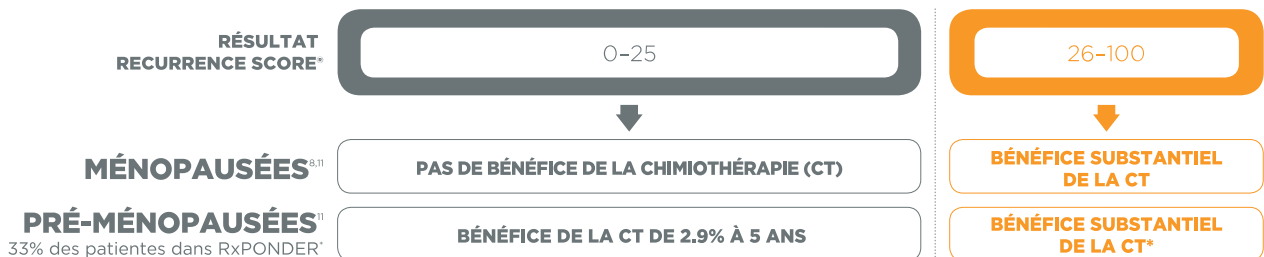 RÉSULTAT
RECURRENCE SCORE®
0–25
26–100
MÉNOPAUSÉES8,11
PAS DE BÉNÉFICE DE LA CHIMIOTHÉRAPIE (CT)
BÉNÉFICE SUBSTANTIEL
DE LA CT
PRÉ-MÉNOPAUSÉES11
33% des patientes dans RxPONDER*
BÉNÉFICE DE LA CT DE 2.9% À 5 ANS
BÉNÉFICE SUBSTANTIEL
DE LA CT*